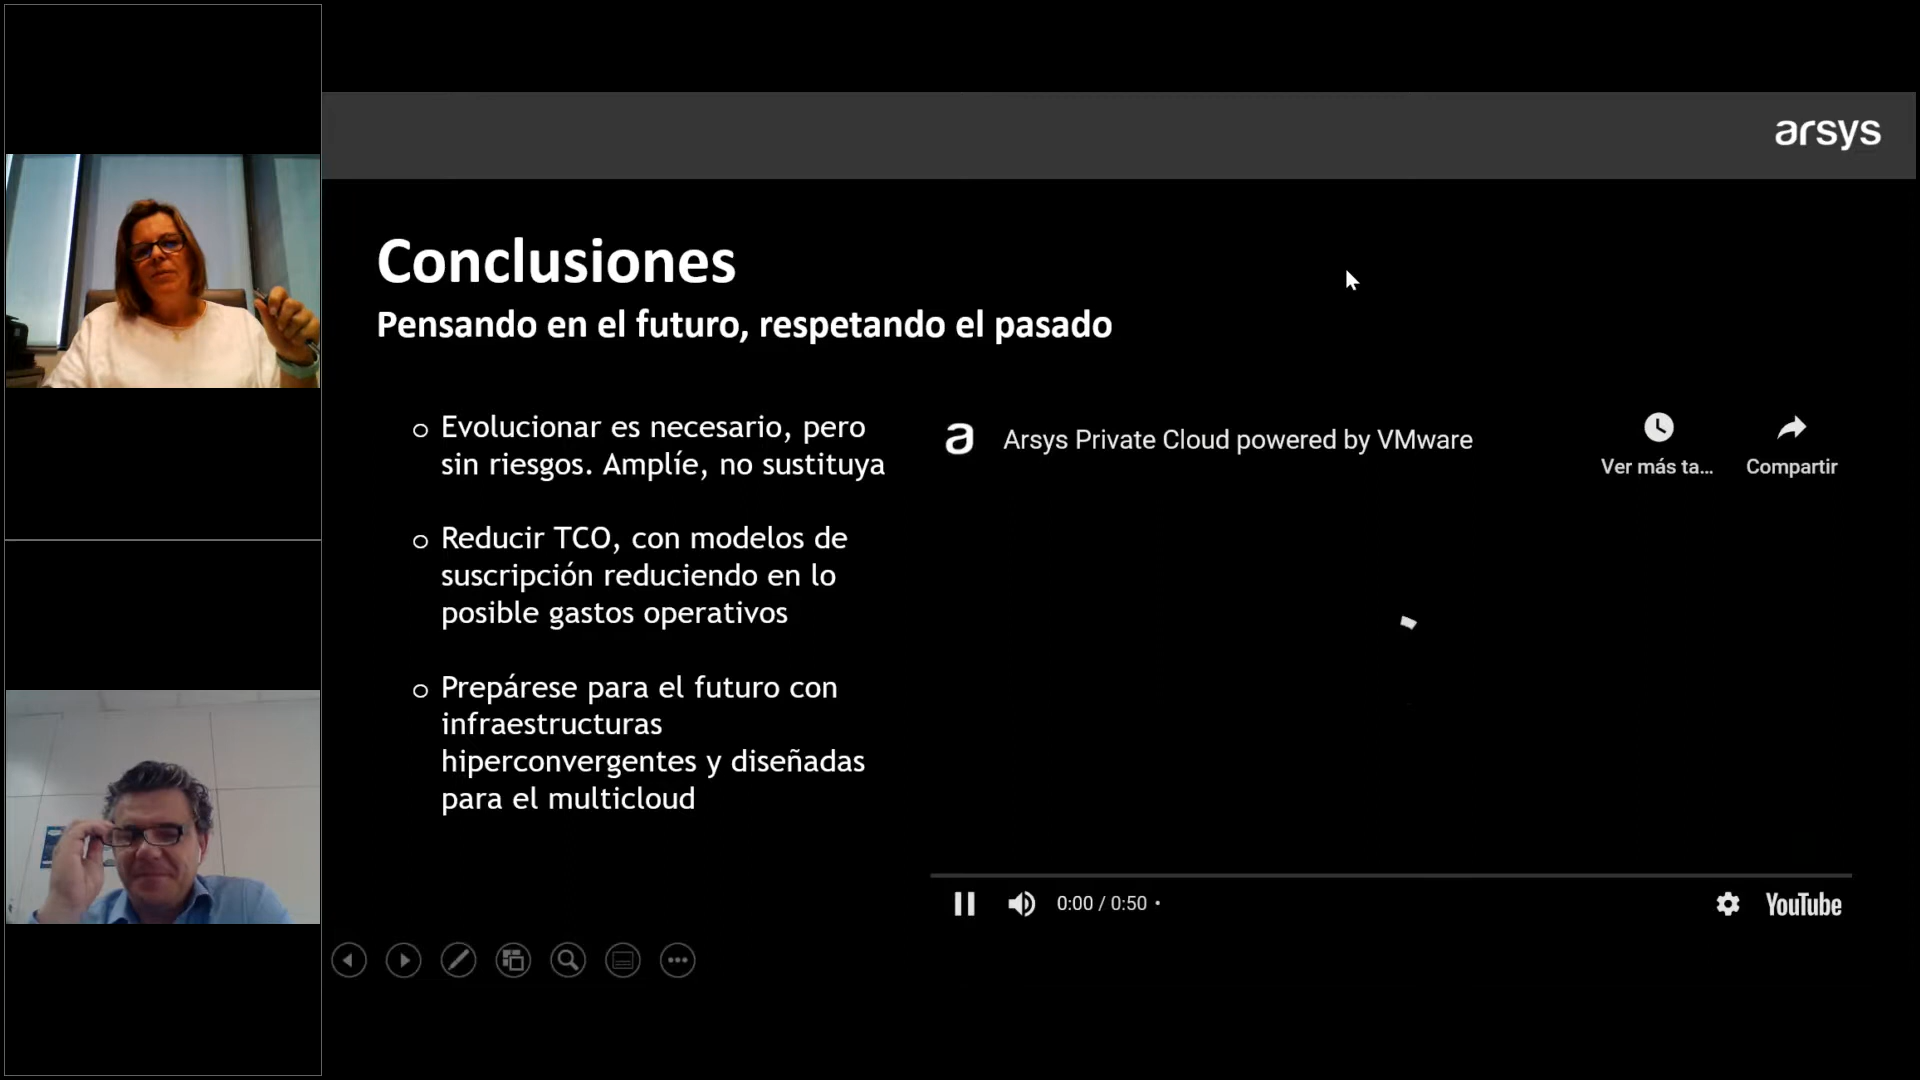 arsys
Conclusiones
Pensando en el futuro, respetando el pasado
Evolucionar es necesario, pero
sin riesgos. Amplíe, no sustituya
Reducir TCO, con modelos de
suscripción reduciendo en lo
posible gastos operativos
Prepárese para el futuro con
infraestructuras
hiperconvergentes y diseñadas
para el multicloud
a Arsys Private Cloud powered by VMware
Ver más ta...
Compartir
0:00 / 0:50 •
YouTube